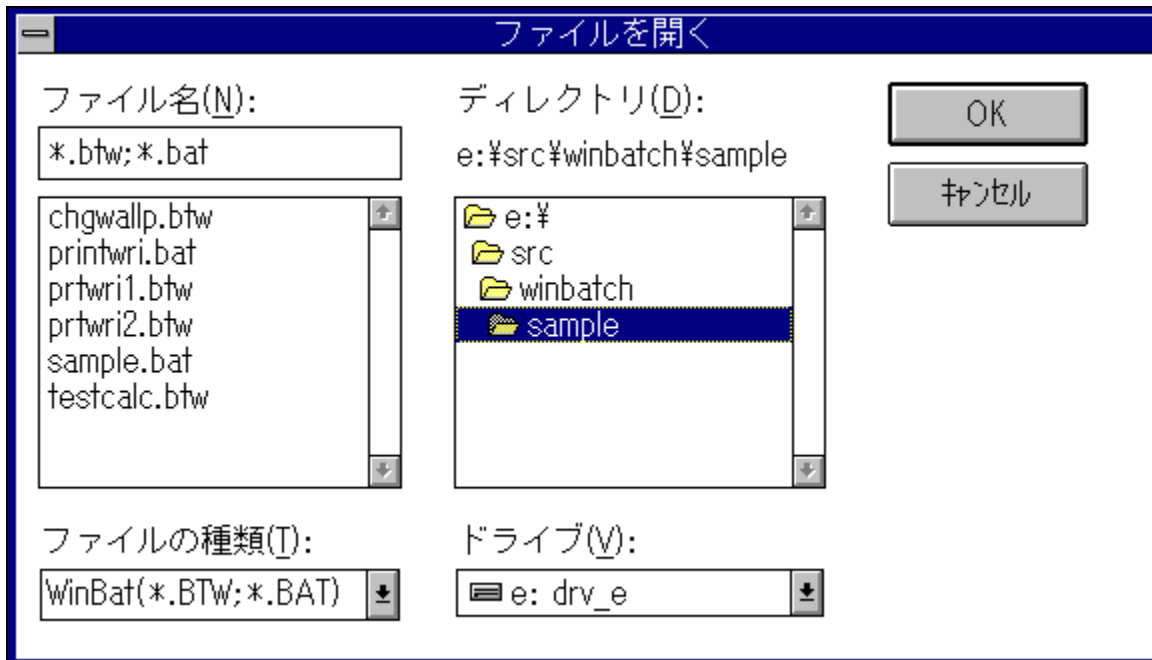 ファイルを開く
ファイル名(N):
*.btw;*.bat
chgwallp.btw
printwri.bat
prtwri1.btw
prtwri2.btw
sample.bat
testcalc.btw
ファイルの種類(T):
WinBat(*.BTW;*.BAT)
ディレクトリ(D):
e:¥src¥winbatch¥sample
e:¥
src
winbatch
sample
ドライブ(V):
e: drv_e
OK
キャンセル